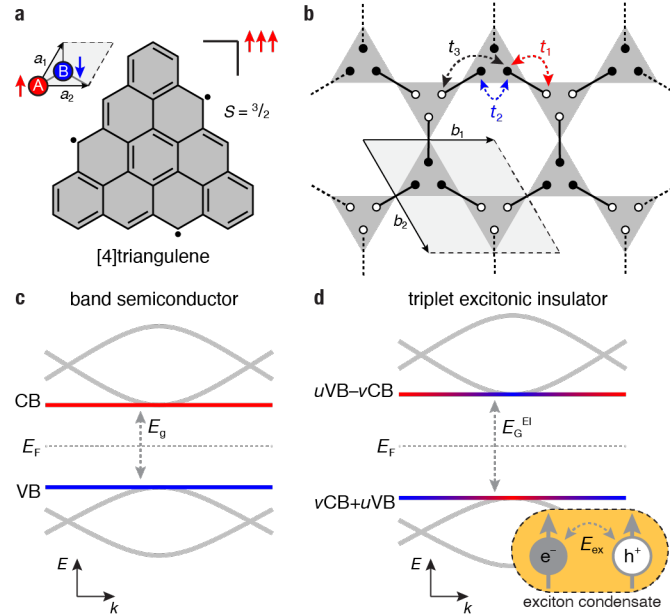 a
a1
B
A
a2
S = 3/2
[4]triangulene
b
t3
t1
t2
b1
b2
c
band semiconductor
CB
Eg
EF
VB
E
k
d
triplet excitonic insulator
uVB–vCB
EGEI
EF
vCB+uVB
e–
Eex
h+
E
k
exciton condensate